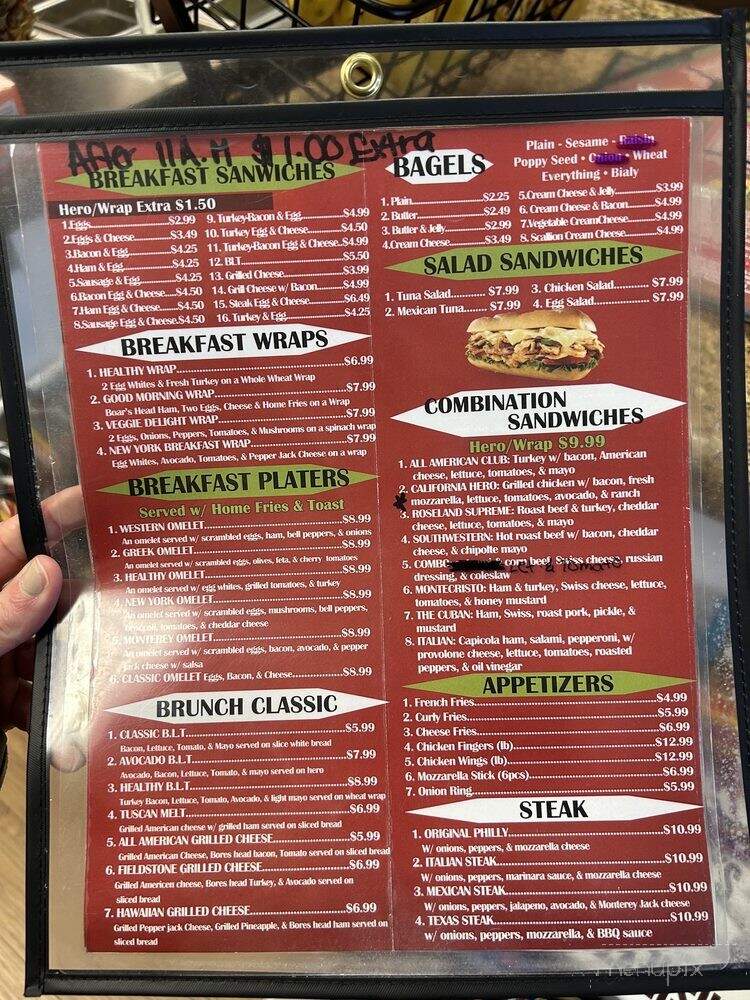 After 11 A.M $1.00 Extra
BREAKFAST SANWICHES
Hero/Wrap Extra $1.50
1.Eggs $2.99
2.Eggs & Cheese $3.49
3.Bacon & Egg $4.25
4.Ham & Egg $4.25
5.Sausage & Egg $4.25
6.Bacon Egg & Cheese $4.50
7.Ham Egg & Cheese $4.50
8.Sausage Egg & Cheese.$4.50
9. Turkey-Bacon & Egg $4.99
10. Turkey Egg & Cheese $4.50
11. Turkey-Bacon Egg & Cheese..$4.99
12. BLT $5.50
13. Grilled Cheese $3.99
14. Grill Cheese w/ Bacon $4.99
15. Steak Egg & Cheese $6.49
16. Turkey & Egg $4.25
BREAKFAST WRAPS
1. HEALTHY WRAP $6.99
2 Egg Whites & Fresh Turkey on a Whole Wheat Wrap
2. GOOD MORNING WRAP $7.99
Boar's Head Ham, Two Eggs, Cheese & Home Fries on a Wrap
3. VEGGIE DELIGHT WRAP $7.99
2 Eggs, Onions, Peppers, Tomatoes, & Mushrooms on a spinach wrap
4. NEW YORK BREAKFAST WRAP $7.99
Egg Whites, Avocado, Tomatoes, & Pepper Jack Cheese on a wrap
BREAKFAST PLATERS
Served w/ Home Fries & Toast
1. WESTERN OMELET $8.99
An omelet served w/ scrambled eggs, ham, bell peppers, & onions
2. GREEK OMELET $8.99
An omelet served w/ scrambled eggs, olives, feta, & cherry tomatoes
3. HEALTHY OMELET $8.99
An omelet served w/ egg whites, grilled tomatoes, & turkey
4. NEW YORK OMELET $8.99
An omelet served w/ scrambled eggs, mushrooms, bell peppers,
broccoli, tomatoes, & cheddar cheese
5. MONTEREY OMELET $8.99
An omelet served w/ scrambled eggs, bacon, avocado, & pepper
jack cheese w/ salsa
6. CLASSIC OMELET Eggs, Bacon, & Cheese $8.99
BRUNCH CLASSIC
1. CLASSIC B.L.T $5.99
Bacon, Lettuce, Tomato, & Mayo served on slice white bread
2. AVOCADO B.L.T $7.99
Avocado, Bacon, Lettuce, Tomato, & mayo served on hero
3. HEALTHY B.L.T $8.99
Turkey Bacon, Lettuce, Tomato, Avocado, & light mayo served on wheat wrap
4. TUSCAN MELT $6.99
Grilled American cheese w/ grilled ham served on sliced bread
5. ALL AMERICAN GRILLED CHEESE $5.99
Grilled American Cheese, Bores head bacon, Tomato served on sliced bread
6. FIELDSTONE GRILLED CHEESE $6.99
Grilled Americen cheese, Bores head Turkey, & Avocado served on
sliced bread
7. HAWAIIAN GRILLED CHEESE $6.99
Grilled Pepper jack Cheese, Grilled Pineapple, & Bores head ham served on
sliced bread
BAGELS
Plain - Sesame - Raisin
Poppy Seed • Onion • Wheat
Everything • Bialy
1. Plain $2.25
2. Butter $2.49
3. Butter & Jelly $2.99
4.Cream Cheese $3.49
5.Cream Cheese & Jelly $3.99
6. Cream Cheese & Bacon $4.99
7.Vegetable CreamCheese $4.99
8. Scallion Cream Cheese $4.99
SALAD SANDWICHES
1. Tuna Salad $7.99
2. Mexican Tuna $7.99
3. Chicken Salad $7.99
4. Egg Salad $7.99
COMBINATION
SANDWICHES
Hero/Wrap $9.99
1. ALL AMERICAN CLUB: Turkey w/ bacon, American
cheese, lettuce, tomatoes, & mayo
2. CALIFORNIA HERO: Grilled chicken w/ bacon, fresh
mozzarella, lettuce, tomatoes, avocado, & ranch
3. ROSELAND SUPREME: Roast beef & turkey, cheddar
cheese, lettuce, tomatoes, & mayo
4. SOUTHWESTERN: Hot roast beef w/ bacon, cheddar
cheese, & chipolte mayo
5. COMBO beef, Swiss cheese, russian
dressing, & coleslaw & Tomato
6. MONTECRISTO: Ham & turkey, Swiss cheese, lettuce,
tomatoes, & honey mustard
7. THE CUBAN: Ham, Swiss, roast pork, pickle, &
mustard
8. ITALIAN: Capicola ham, salami, pepperoni, w/
provolone cheese, lettuce, tomatoes, roasted
peppers, & oil vinegar
APPETIZERS
1. French Fries $4.99
2. Curly Fries $5.99
3. Cheese Fries $6.99
4. Chicken Fingers (lb) $12.99
5. Chicken Wings (lb) $12.99
6. Mozzarella Stick (6pcs) $6.99
7. Onion Ring $5.99
STEAK
1. ORIGINAL PHILLY $10.99
W/ onions, peppers, & mozzarella cheese
2. ITALIAN STEAK $10.99
W/ onions, peppers, marinara sauce, & mozzarella cheese
3. MEXICAN STEAK $10.99
W/ onions, peppers, jalapeno, avocado, & Monterey Jack cheese
4. TEXAS STEAK $10.99
w/ onions, peppers, mozzarella, & BBQ sauce
menupix